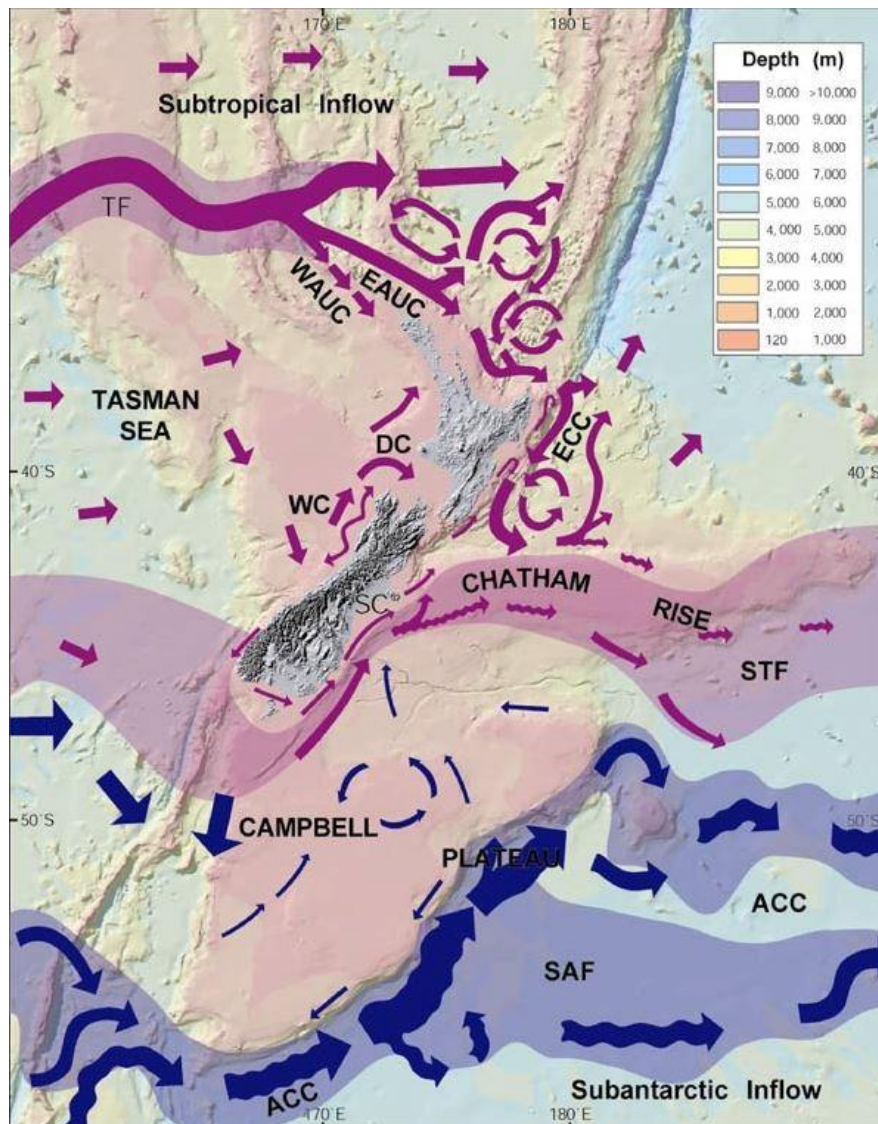 170°E 180°
Subtropical Inflow
Depth (m)
9,000 >10,000
8,000 9,000
7,000 8,000
6,000 7,000
5,000 6,000
4,000 5,000
3,000 4,000
2,000 3,000
1,000 2,000
120 1,000
TF
WAUC
EAUC
TASMAN
SEA
DC
ECC
40°S 40°S
WC
CHATHAM
SC
RISE
STF
50°S 50°S
CAMPBELL
PLATEAU
ACC
SAF
ACC
Subantarctic Inflow
170°E 180°